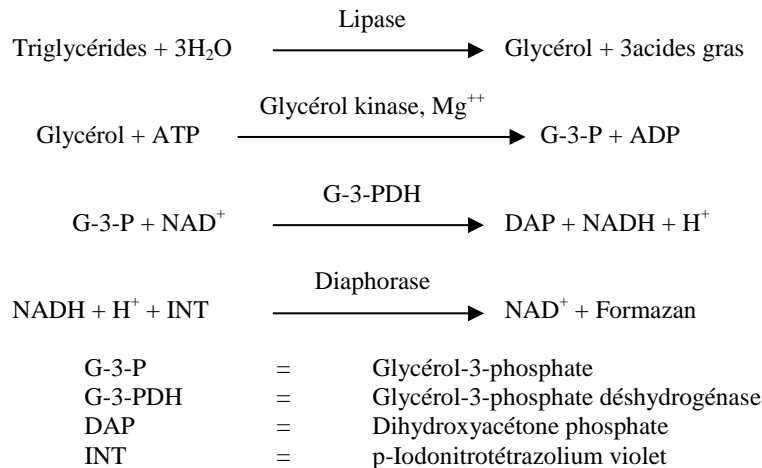 Lipase
Triglycérides + 3H₂O Glycérol + 3acides gras
Glycérol kinase, Mg⁺⁺
Glycérol + ATP G-3-P + ADP
G-3-PDH
G-3-P + NAD⁺ DAP + NADH + H⁺
Diaphorase
NADH + H⁺ + INT NAD⁺ + Formazan
G-3-P = Glycérol-3-phosphate
G-3-PDH = Glycérol-3-phosphate déshydrogénase
DAP = Dihydroxyacétone phosphate
INT = p-Iodonitrotétrazolium violet